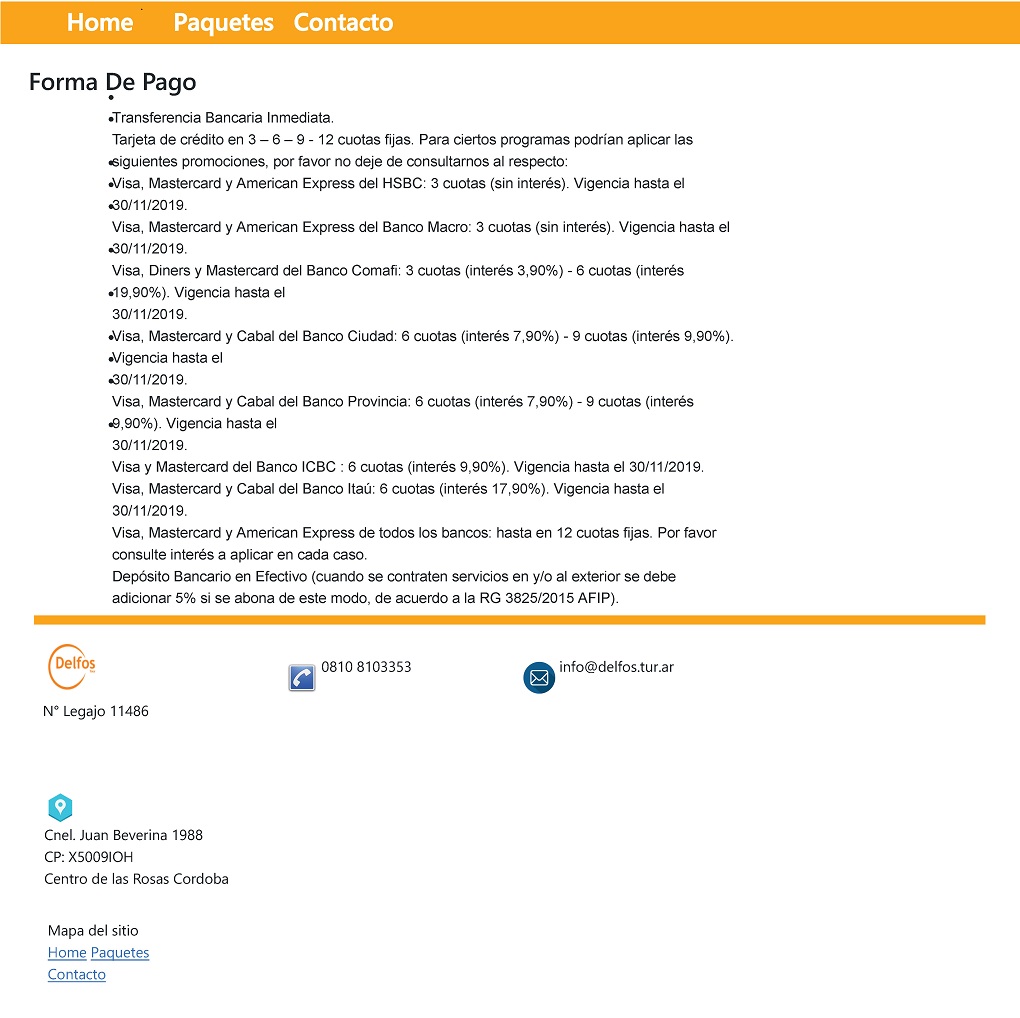 Home Paquetes Contacto
Forma De Pago
•
•Transferencia Bancaria Inmediata.
Tarjeta de crédito en 3 – 6 – 9 - 12 cuotas fijas. Para ciertos programas podrían aplicar las
•siguientes promociones, por favor no deje de consultarnos al respecto:
•Visa, Mastercard y American Express del HSBC: 3 cuotas (sin interés). Vigencia hasta el
•30/11/2019.
Visa, Mastercard y American Express del Banco Macro: 3 cuotas (sin interés). Vigencia hasta el
•30/11/2019.
Visa, Diners y Mastercard del Banco Comafi: 3 cuotas (interés 3,90%) - 6 cuotas (interés
•19,90%). Vigencia hasta el
30/11/2019.
•Visa, Mastercard y Cabal del Banco Ciudad: 6 cuotas (interés 7,90%) - 9 cuotas (interés 9,90%).
•Vigencia hasta el
•30/11/2019.
Visa, Mastercard y Cabal del Banco Provincia: 6 cuotas (interés 7,90%) - 9 cuotas (interés
•9,90%). Vigencia hasta el
30/11/2019.
Visa y Mastercard del Banco ICBC : 6 cuotas (interés 9,90%). Vigencia hasta el 30/11/2019.
Visa, Mastercard y Cabal del Banco Itaú: 6 cuotas (interés 17,90%). Vigencia hasta el
30/11/2019.
Visa, Mastercard y American Express de todos los bancos: hasta en 12 cuotas fijas. Por favor
consulte interés a aplicar en cada caso.
Depósito Bancario en Efectivo (cuando se contraten servicios en y/o al exterior se debe
adicionar 5% si se abona de este modo, de acuerdo a la RG 3825/2015 AFIP).
Delfos
0810 8103353
info@delfos.tur.ar
N° Legajo 11486
Cnel. Juan Beverina 1988
CP: X5009IOH
Centro de las Rosas Cordoba
Mapa del sitio
Home Paquetes
Contacto